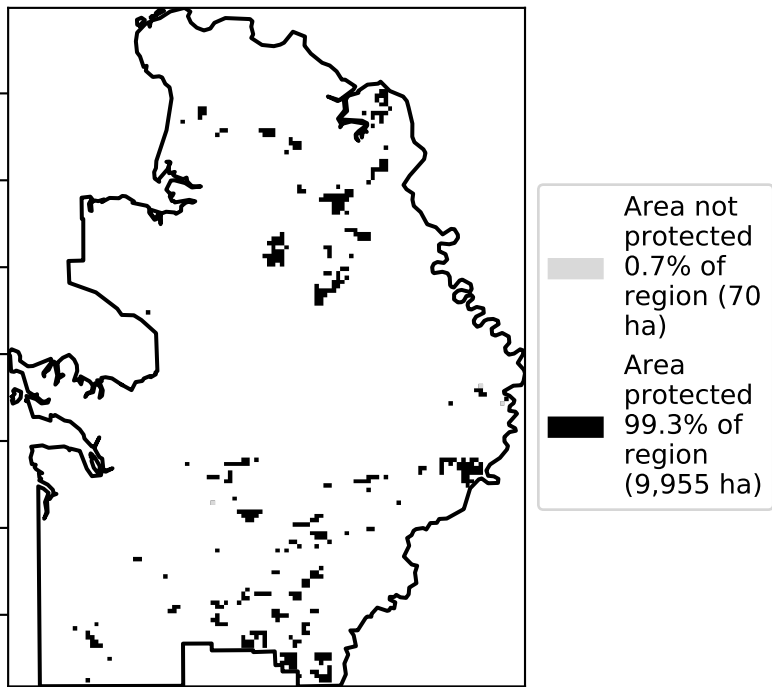 Area not
protected
0.7% of
region (70
ha)
Area
protected
99.3% of
region
(9,955 ha)